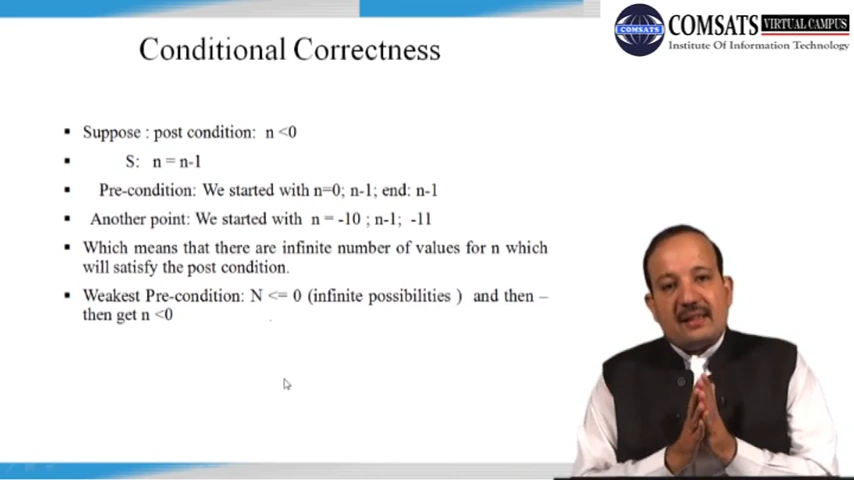 Conditional Correctness
COMSATS
COMSATS VIRTUAL CAMPUS
Institute Of Information Technology
▪ Suppose : post condition: n <0
▪ S: n = n-1
▪ Pre-condition: We started with n=0; n-1; end: n-1
▪ Another point: We started with n = -10 ; n-1; -11
▪ Which means that there are infinite number of values for n which
will satisfy the post condition.
▪ Weakest Pre-condition: N <= 0 (infinite possibilities ) and then –
then get n <0